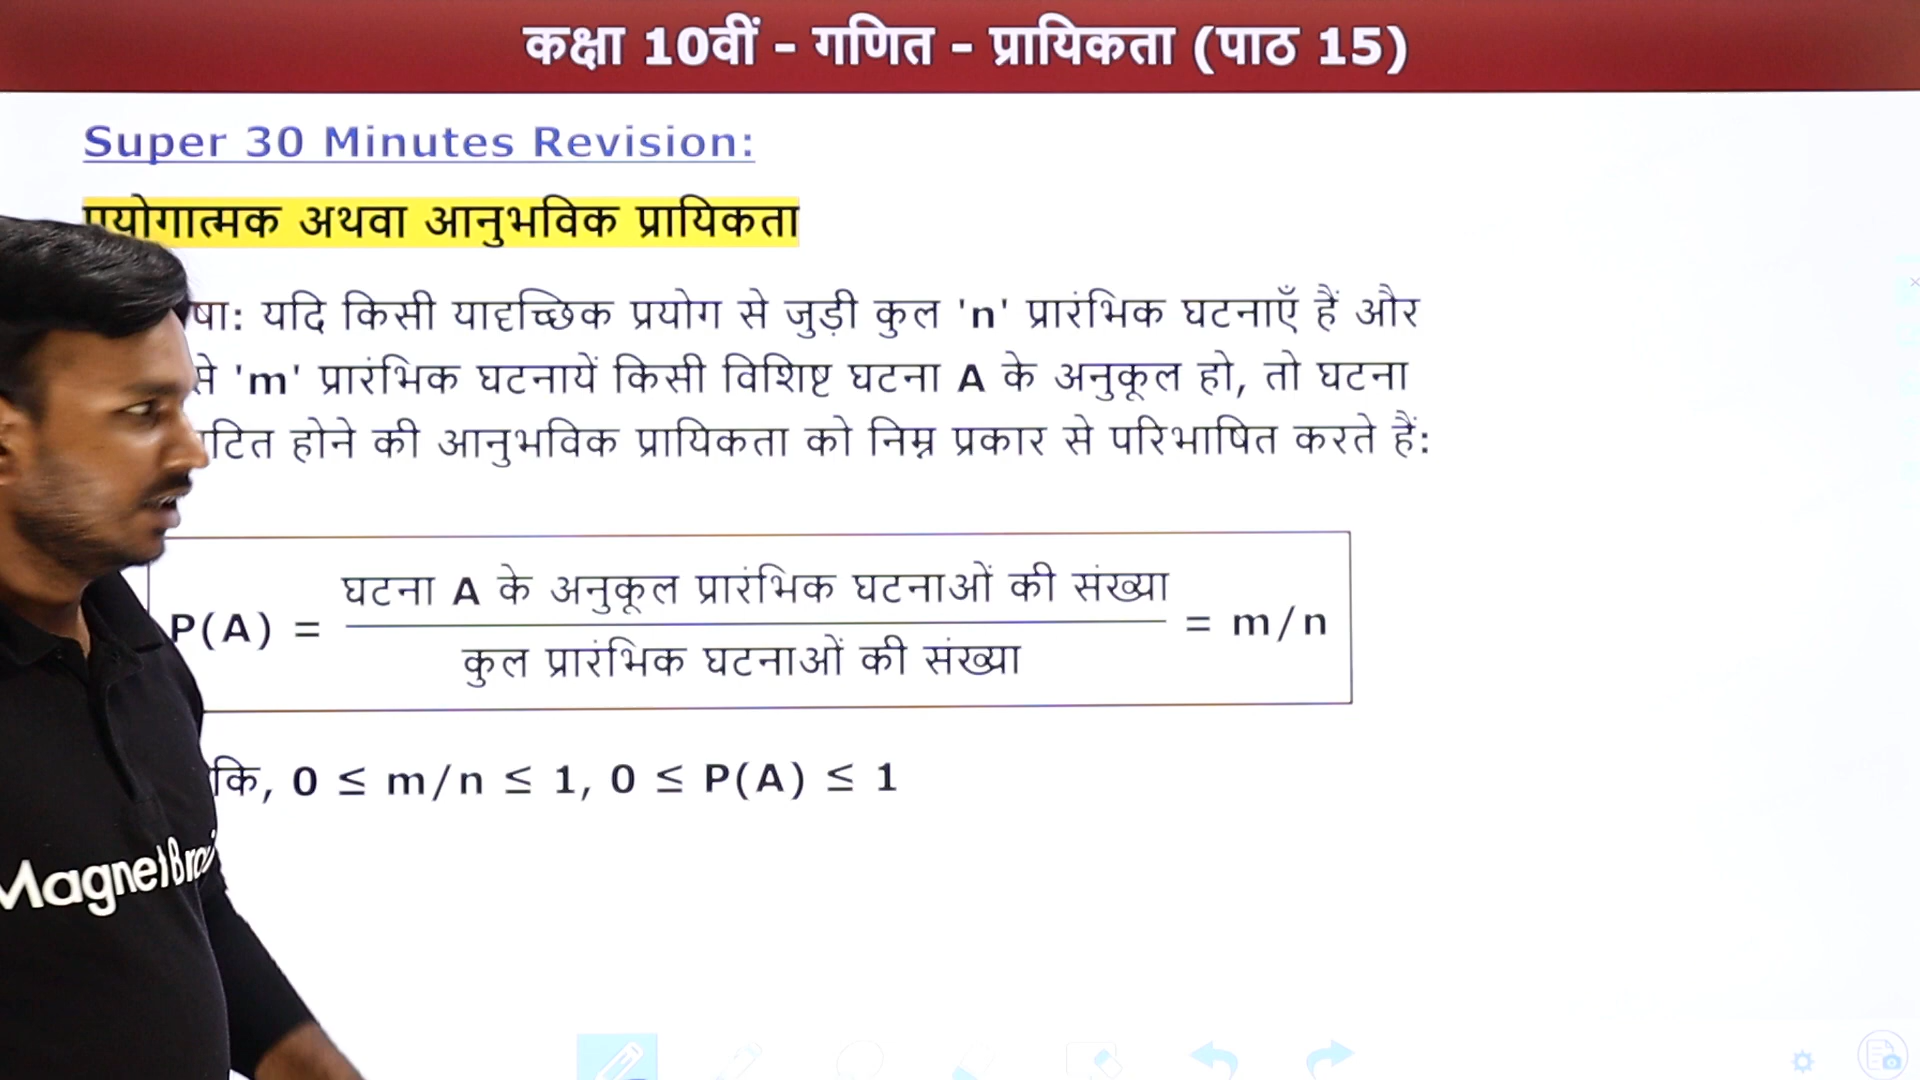 कक्षा 10वीं - गणित - प्रायिकता (पाठ 15)
Super 30 Minutes Revision:
प्रयोगात्मक अथवा आनुभविक प्रायिकता
यदि किसी यादृच्छिक प्रयोग से जुड़ी कुल 'n' प्रारंभिक घटनाएँ हैं और
से 'm' प्रारंभिक घटनायें किसी विशिष्ट घटना A के अनुकूल हो, तो घटना
होने की आनुभविक प्रायिकता को निम्न प्रकार से परिभाषित करते हैं:
घटना A के अनुकूल प्रारंभिक घटनाओं की संख्या
P(A) = = m/n
कुल प्रारंभिक घटनाओं की संख्या
कि, 0 ≤ m/n ≤ 1, 0 ≤ P(A) ≤ 1